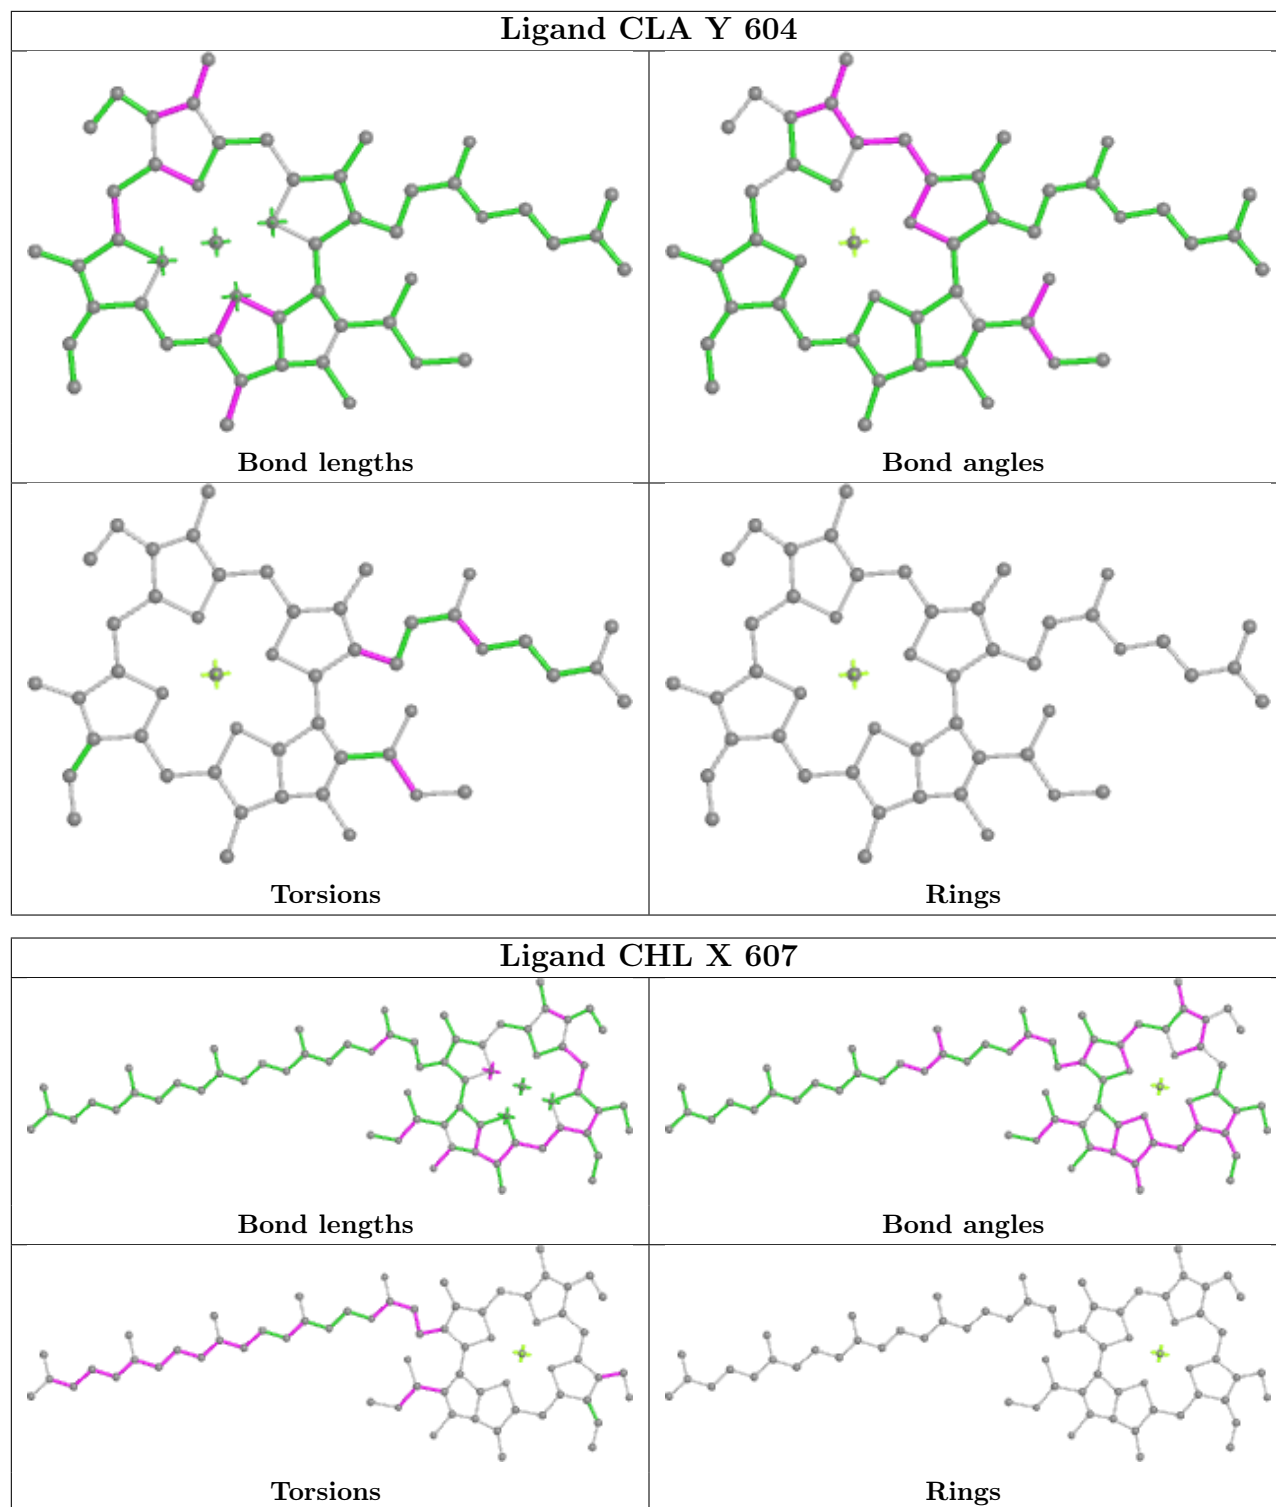 Ligand CLA Y 604
Bond lengths
Bond angles
Torsions
Rings
Ligand CHL X 607
Bond lengths
Bond angles
Torsions
Rings